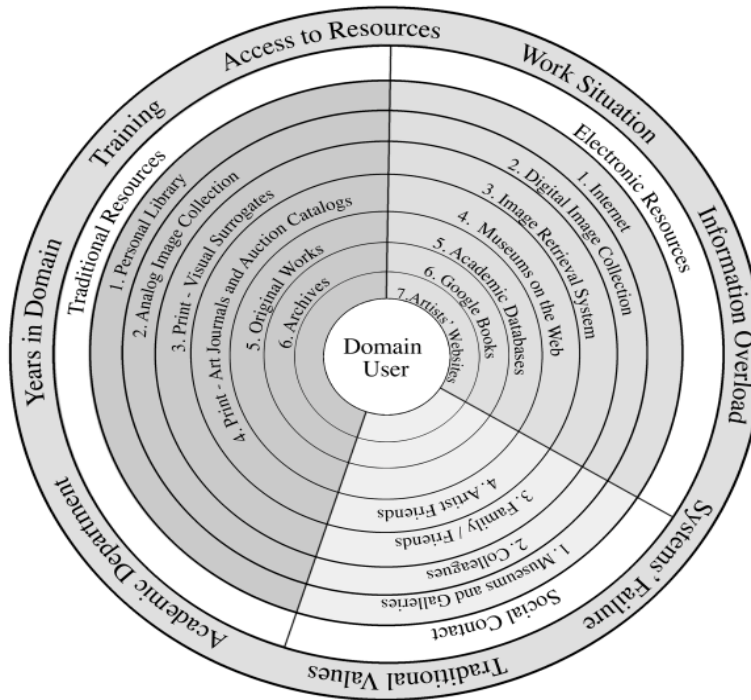 Access to Resources
Work Situation
Information Overload
Systems' Failure
Traditional Values
Academic Department
Years in Domain
Training
Traditional Resources
1. Personal Library
2. Analog Image Collection
3. Print - Visual Surrogates
4. Print - Art Journals and Auction Catalogs
5. Original Works
6. Archives
Electronic Resources
1. Internet
2. Digital Image Collection
3. Image Retrieval System
4. Museums on the Web
5. Academic Databases
6. Google Books
7. Artists' Websites
Domain
User
4. Artist Friends
3. Family / Friends
2. Colleagues
1. Museums and Galleries
Social Contact